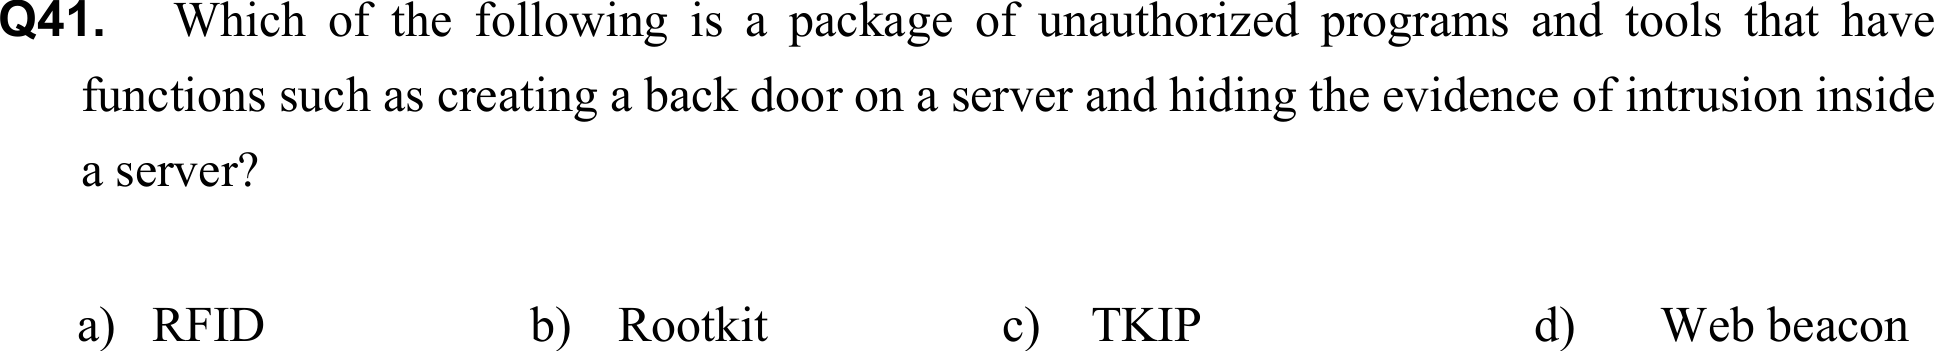 Q41. Which of the following is a package of unauthorized programs and tools that have
functions such as creating a back door on a server and hiding the evidence of intrusion inside
a server?
a) RFID b) Rootkit c) TKIP d) Web beacon